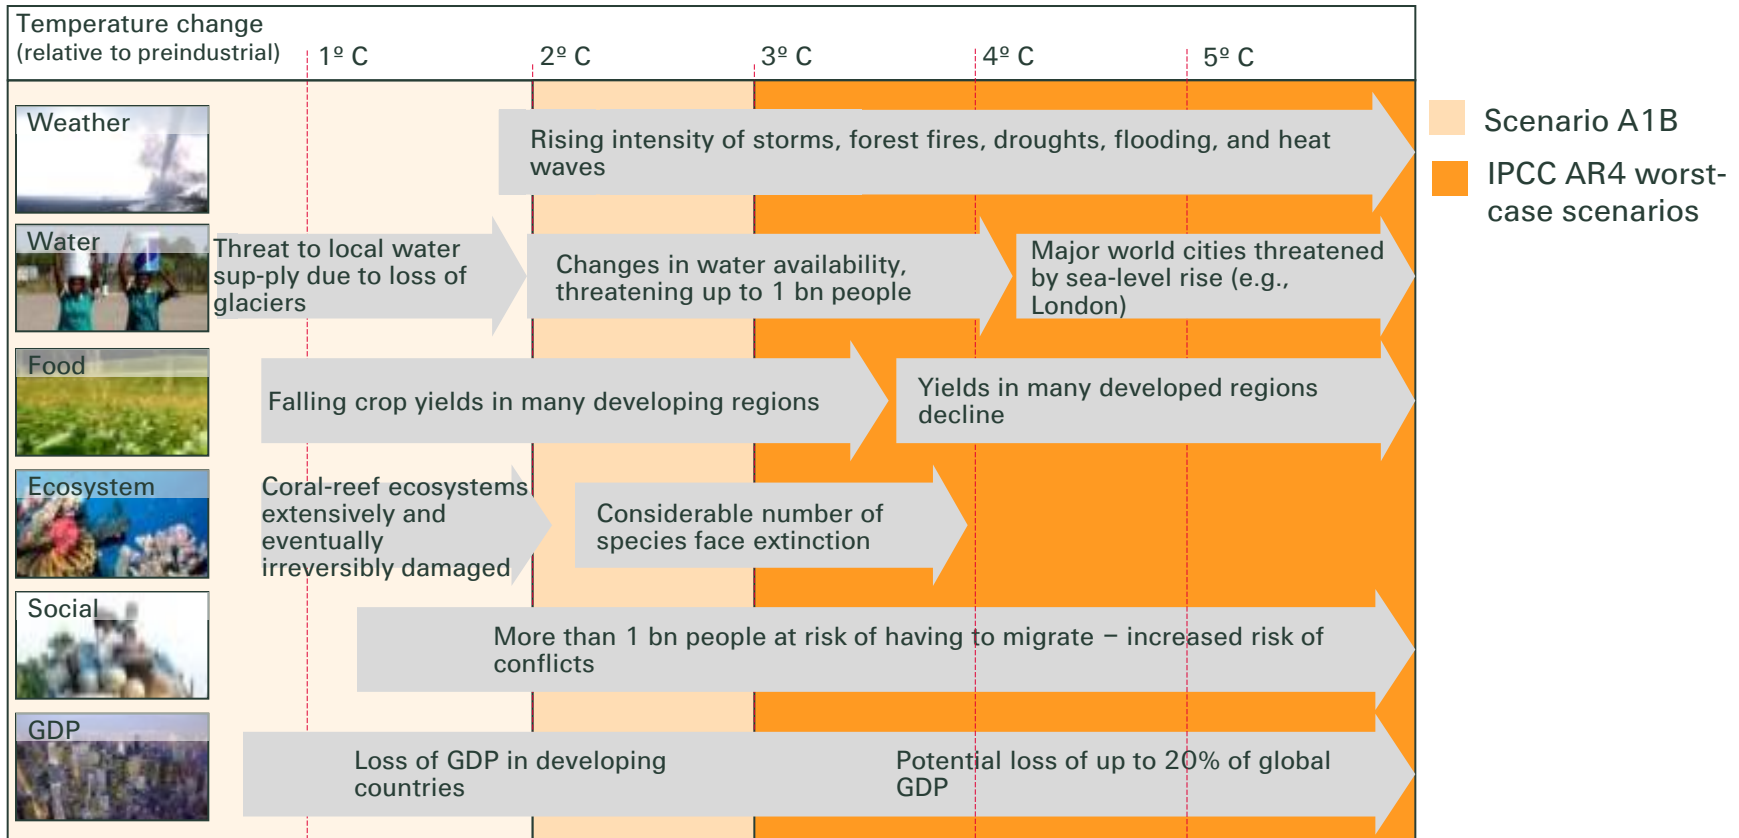 Temperature change
(relative to preindustrial)
1º C
2º C
3º C
4º C
5º C
Weather
Rising intensity of storms, forest fires, droughts, flooding, and heat
waves
Water
Threat to local water
sup-ply due to loss of
glaciers
Changes in water availability,
threatening up to 1 bn people
Major world cities threatened
by sea-level rise (e.g.,
London)
Food
Falling crop yields in many developing regions
Yields in many developed regions
decline
Ecosystem
Coral-reef ecosystems
extensively and
eventually
irreversibly damaged
Considerable number of
species face extinction
Social
More than 1 bn people at risk of having to migrate – increased risk of
conflicts
GDP
Loss of GDP in developing
countries
Potential loss of up to 20% of global
GDP
Scenario A1B
IPCC AR4 worst-
case scenarios